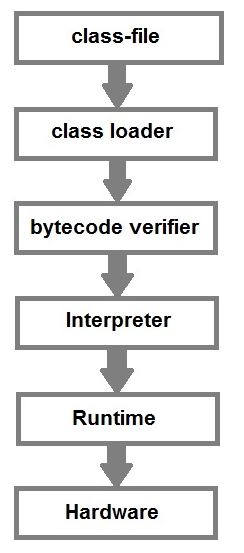 class-file
class loader
bytecode verifier
Interpreter
Runtime
Hardware